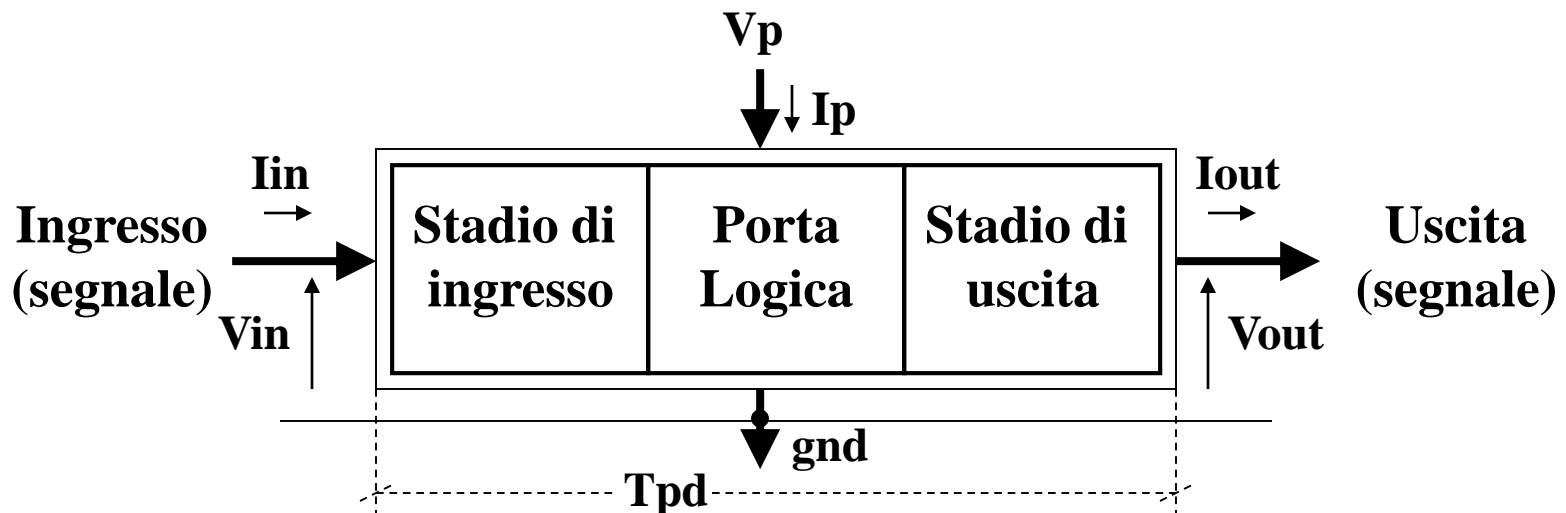 Vp
Ip
Iin
Iout
Ingresso
(segnale)
Stadio di
ingresso
Porta
Logica
Stadio di
uscita
Uscita
(segnale)
Vin
Vout
gnd
Tpd